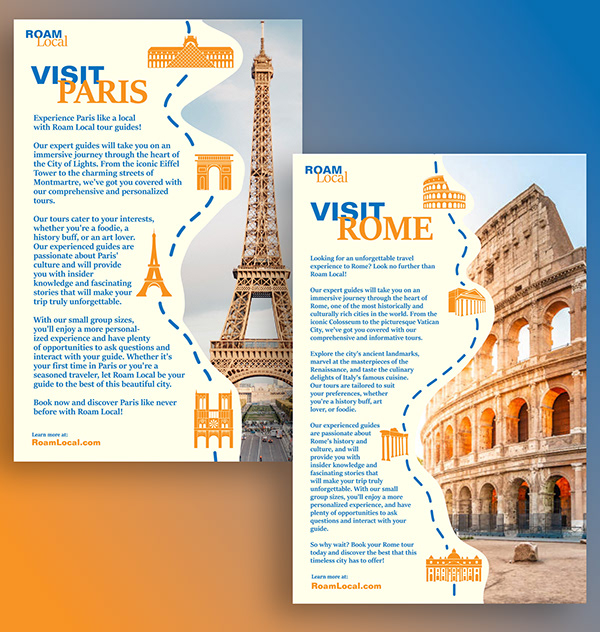 ROAM
Local
VISIT
PARIS
Experience Paris like a local
with Roam Local tour guides!
Our expert guides will take you on an
immersive journey through the heart of
the City of Lights. From the iconic Eiffel
Tower to the charming streets of
Montmartre, we've got you covered with
our comprehensive and personalized
tours.
Our tours cater to your interests,
whether you're a foodie, a
history buff, or an art lover.
Our experienced guides are
passionate about Paris'
culture and will provide
you with insider
knowledge and fascinating
stories that will make your
trip truly unforgettable.
With our small group sizes,
you'll enjoy a more personal-
ized experience and have plenty
of opportunities to ask questions and
interact with your guide. Whether it's
your first time in Paris or you're a
seasoned traveler, let Roam Local be your
guide to the best of this beautiful city.
Book now and discover Paris like never
before with Roam Local!
Learn more at:
RoamLocal.com
ROAM
Local
VISIT
ROME
Looking for an unforgettable travel
experience to Rome? Look no further than
Roam Local!
Our expert guides will take you on an
immersive journey through the heart of
Rome, one of the most historically and
culturally rich cities in the world. From the
iconic Colosseum to the picturesque Vatican
City, we've got you covered with our
comprehensive and informative tours.
Explore the city's ancient landmarks,
marvel at the masterpieces of the
Renaissance, and taste the culinary
delights of Italy's famous cuisine.
Our tours are tailored to suit
your preferences, whether
you're a history buff, art
lover, or foodie.
Our experienced guides
are passionate about
Rome's history and
culture, and will
provide you with
insider knowledge and
fascinating stories that
will make your trip truly
unforgettable. With our small
group sizes, you'll enjoy a more
personalized experience, and have
plenty of opportunities to ask
questions and interact with your
guide.
So why wait? Book your Rome tour
today and discover the best that this
timeless city has to offer!
Learn more at:
RoamLocal.com